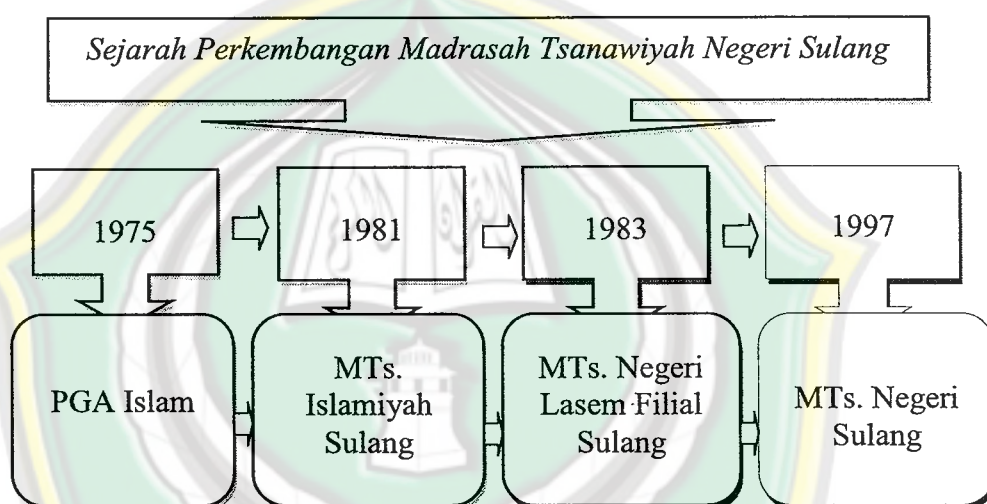 Sejarah Perkembangan Madrasah Tsanawiyah Negeri Sulang
1975
1981
1983
1997
PGA Islam
MTs.
Islamiyah
Sulang
MTs. Negeri
Lasem Filial
Sulang
MTs. Negeri
Sulang